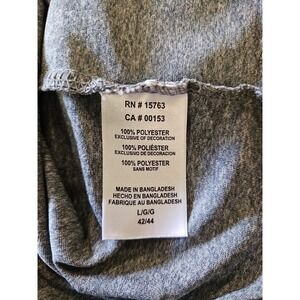 RN # 15763
CA # 00153
100% POLYESTER
EXCLUSIVE OF DECORATION
100% POLIÉSTER
EXCLUSIVO DE DECORACIÓN
100% POLYESTER
SANS MOTIF
MADE IN BANGLADESH
HECHO EN BANGLADESH
FABRIQUE AU BANGLADESH
L/G/G
42/44